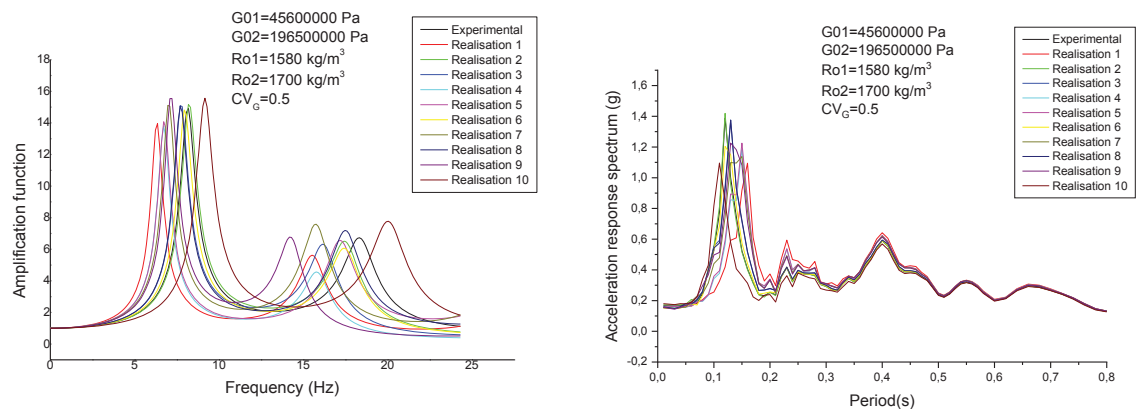 G01=45600000 Pa
G02=196500000 Pa
Ro1=1580 kg/m³
Ro2=1700 kg/m³
CV_G=0.5
Experimental
Realisation 1
Realisation 2
Realisation 3
Realisation 4
Realisation 5
Realisation 6
Realisation 7
Realisation 8
Realisation 9
Realisation 10
Amplification function
18
16
14
12
10
8
6
4
2
0
0
5
10
15
20
25
Frequency (Hz)
G01=45600000 Pa
G02=196500000 Pa
Ro1=1580 kg/m³
Ro2=1700 kg/m³
CV_G=0.5
Experimental
Realisation 1
Realisation 2
Realisation 3
Realisation 4
Realisation 5
Realisation 6
Realisation 7
Realisation 8
Realisation 9
Realisation 10
Acceleration response spectrum (g)
1,8
1,6
1,4
1,2
1,0
0,8
0,6
0,4
0,2
0,0
-0,2
0,0
0,1
0,2
0,3
0,4
0,5
0,6
0,7
0,8
Period(s)